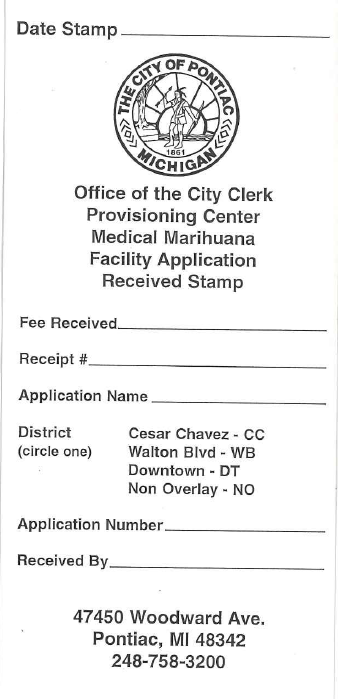 Date Stamp
THE CITY OF PONTIAC
1861
MICHIGAN
Office of the City Clerk
Provisioning Center
Medical Marihuana
Facility Application
Received Stamp
Fee Received
Receipt #
Application Name
District Cesar Chavez - CC
(circle one) Walton Blvd - WB
Downtown - DT
Non Overlay - NO
Application Number
Received By
47450 Woodward Ave.
Pontiac, MI 48342
248-758-3200